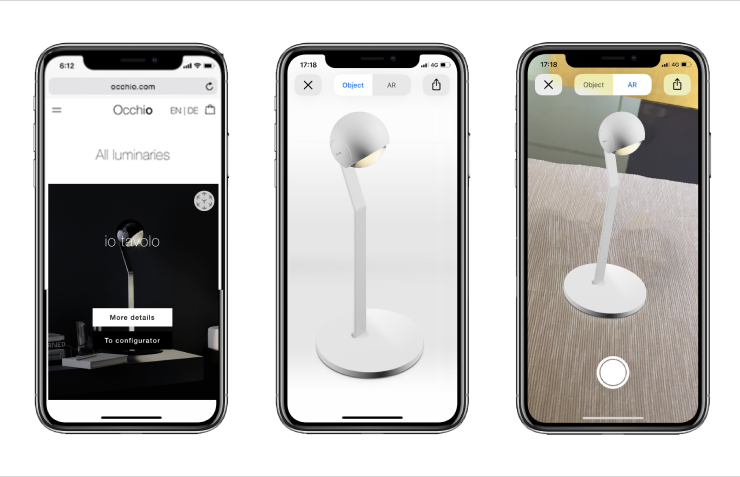 6:12
occhio.com
Occhio
EN | DE
All luminaries
io tavolo
More details
To configurator
17:18
4G
Object
AR
17:18
4G
Object
AR